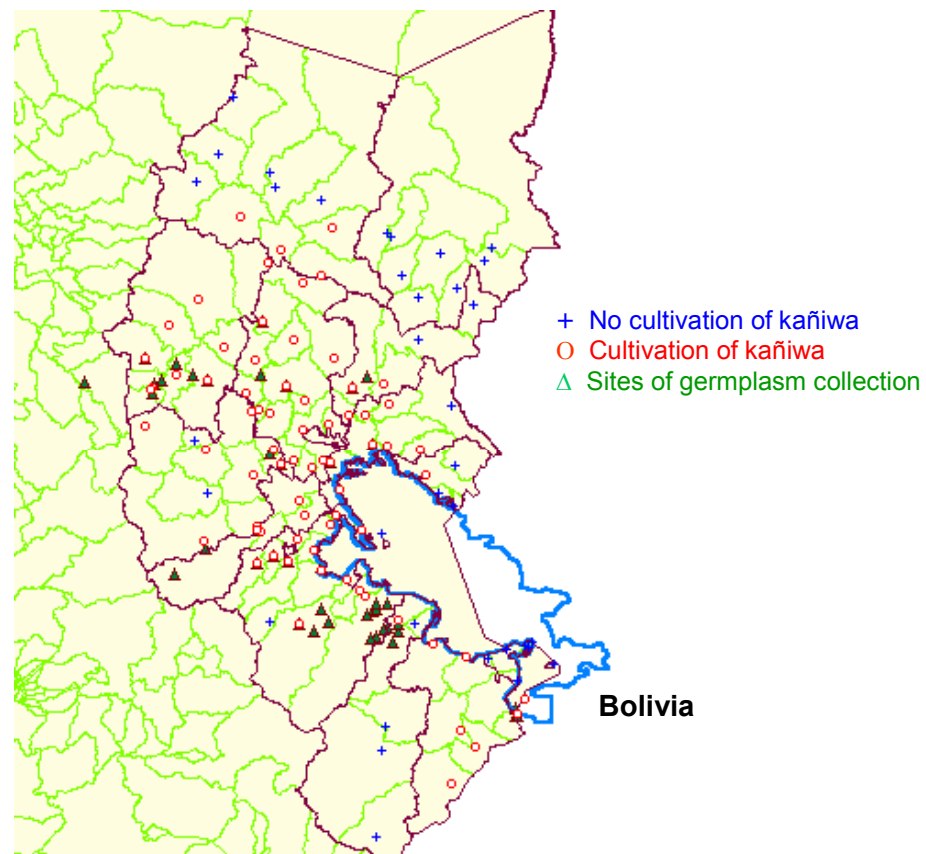 + No cultivation of kañiwa
O Cultivation of kañiwa
Δ Sites of germplasm collection
Bolivia